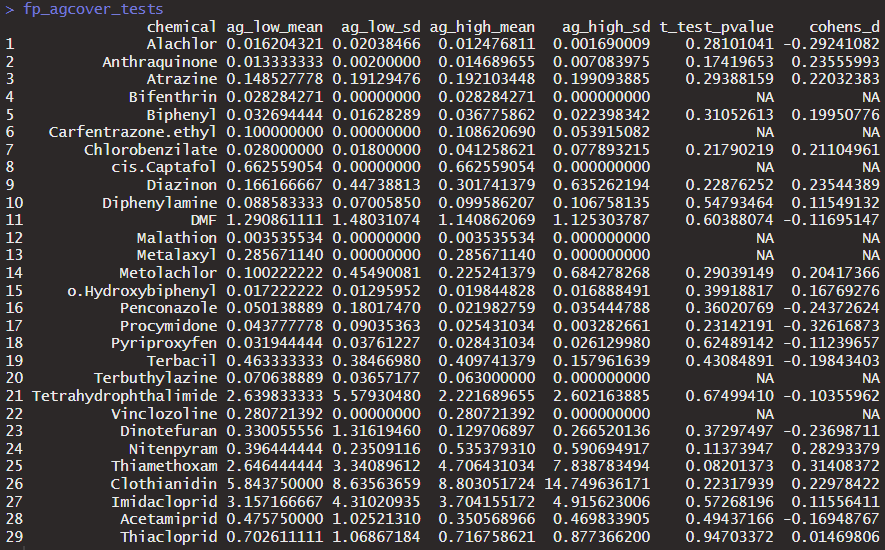 > fp_agcover_tests
chemical ag_low_mean ag_low_sd ag_high_mean ag_high_sd t_test_pvalue cohens_d
1 Alachlor 0.016204321 0.02038466 0.012476811 0.001690009 0.28101041 -0.29241082
2 Anthraquinone 0.013333333 0.00200000 0.014689655 0.007083975 0.17419653 0.23555993
3 Atrazine 0.148527778 0.19129476 0.192103448 0.199093885 0.29388159 0.22032383
4 Bifenthrin 0.028284271 0.00000000 0.028284271 0.000000000 NA NA
5 Biphenyl 0.032694444 0.01628289 0.036775862 0.022398342 0.31052613 0.19950776
6 Carfentrazone.ethyl 0.100000000 0.00000000 0.108620690 0.053915082 NA NA
7 Chlorobenzilate 0.028000000 0.01800000 0.041258621 0.077893215 0.21790219 0.21104961
8 cis.Captafol 0.662559054 0.00000000 0.662559054 0.000000000 NA NA
9 Diazinon 0.166166667 0.44738813 0.301741379 0.635262194 0.22876252 0.23544389
10 Diphenylamine 0.088583333 0.07005850 0.099586207 0.106758135 0.54793464 0.11549132
11 DMF 1.290861111 1.48031074 1.140862069 1.125303787 0.60388074 -0.11695147
12 Malathion 0.003535534 0.00000000 0.003535534 0.000000000 NA NA
13 Metalaxyl 0.285671140 0.00000000 0.285671140 0.000000000 NA NA
14 Metolachlor 0.100222222 0.45490081 0.225241379 0.684278268 0.29039149 0.20417366
15 o.Hydroxybiphenyl 0.017222222 0.01295952 0.019844828 0.016888491 0.39918817 0.16769276
16 Penconazole 0.050138889 0.18017470 0.021982759 0.035444788 0.36020769 -0.24372624
17 Procymidone 0.043777778 0.09035363 0.025431034 0.003282661 0.23142191 -0.32616873
18 Pyriproxyfen 0.031944444 0.03761227 0.028431034 0.026129980 0.62489142 -0.11239657
19 Terbacil 0.463333333 0.38466980 0.409741379 0.157961639 0.43084891 -0.19843403
20 Terbuthylazine 0.070638889 0.03657177 0.063000000 0.000000000 NA NA
21 Tetrahydrophthalimide 2.639833333 5.57930480 2.221689655 2.602163885 0.67499410 -0.10355962
22 Vinclozoline 0.280721392 0.00000000 0.280721392 0.000000000 NA NA
23 Dinotefuran 0.330055556 1.31619460 0.129706897 0.266520136 0.37297497 -0.23698711
24 Nitenpyram 0.396444444 0.23509116 0.535379310 0.590694917 0.11373947 0.28293379
25 Thiamethoxam 2.646444444 3.34089612 4.706431034 7.838783494 0.08201373 0.31408372
26 Clothianidin 5.843750000 8.63563659 8.803051724 14.749636171 0.22317939 0.22978422
27 Imidacloprid 3.157166667 4.31020935 3.704155172 4.915623006 0.57268196 0.11556411
28 Acetamiprid 0.475750000 1.02521310 0.350568966 0.469833905 0.49437166 -0.16948767
29 Thiacloprid 0.702611111 1.06867184 0.716758621 0.877366200 0.94703372 0.01469806